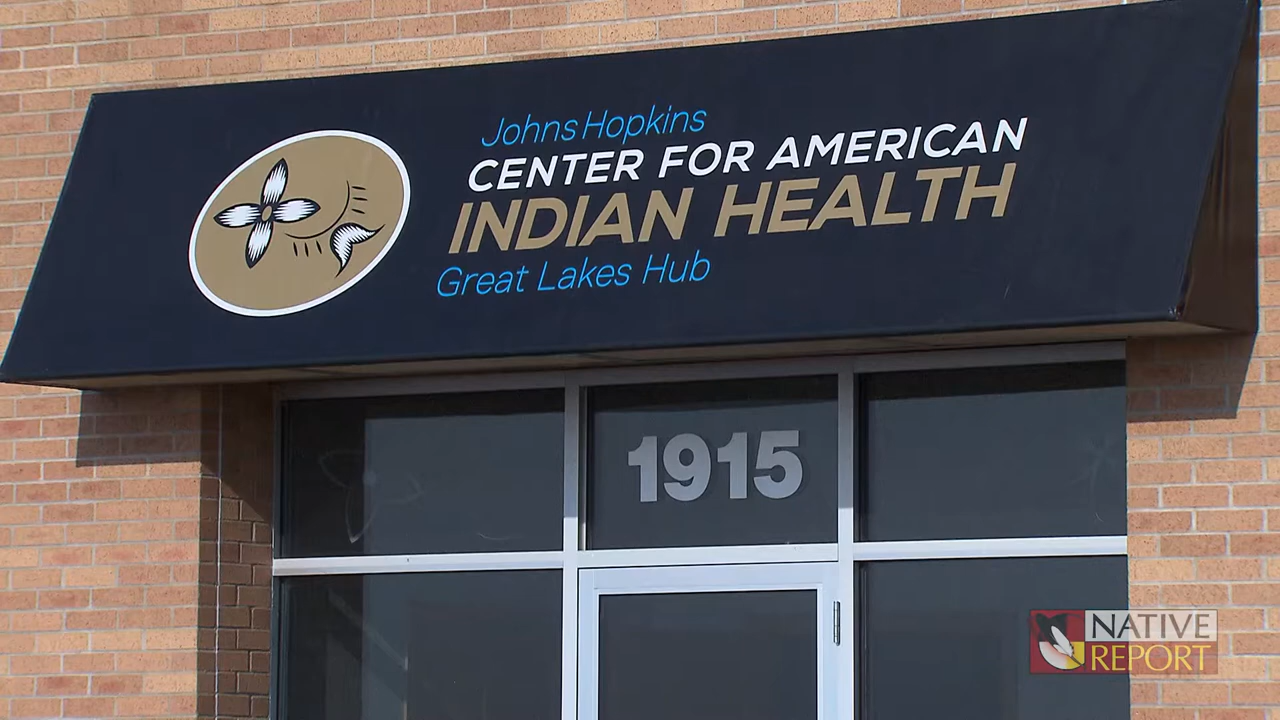 Johns Hopkins
CENTER FOR AMERICAN
INDIAN HEALTH
Great Lakes Hub
1915
NATIVE
REPORT